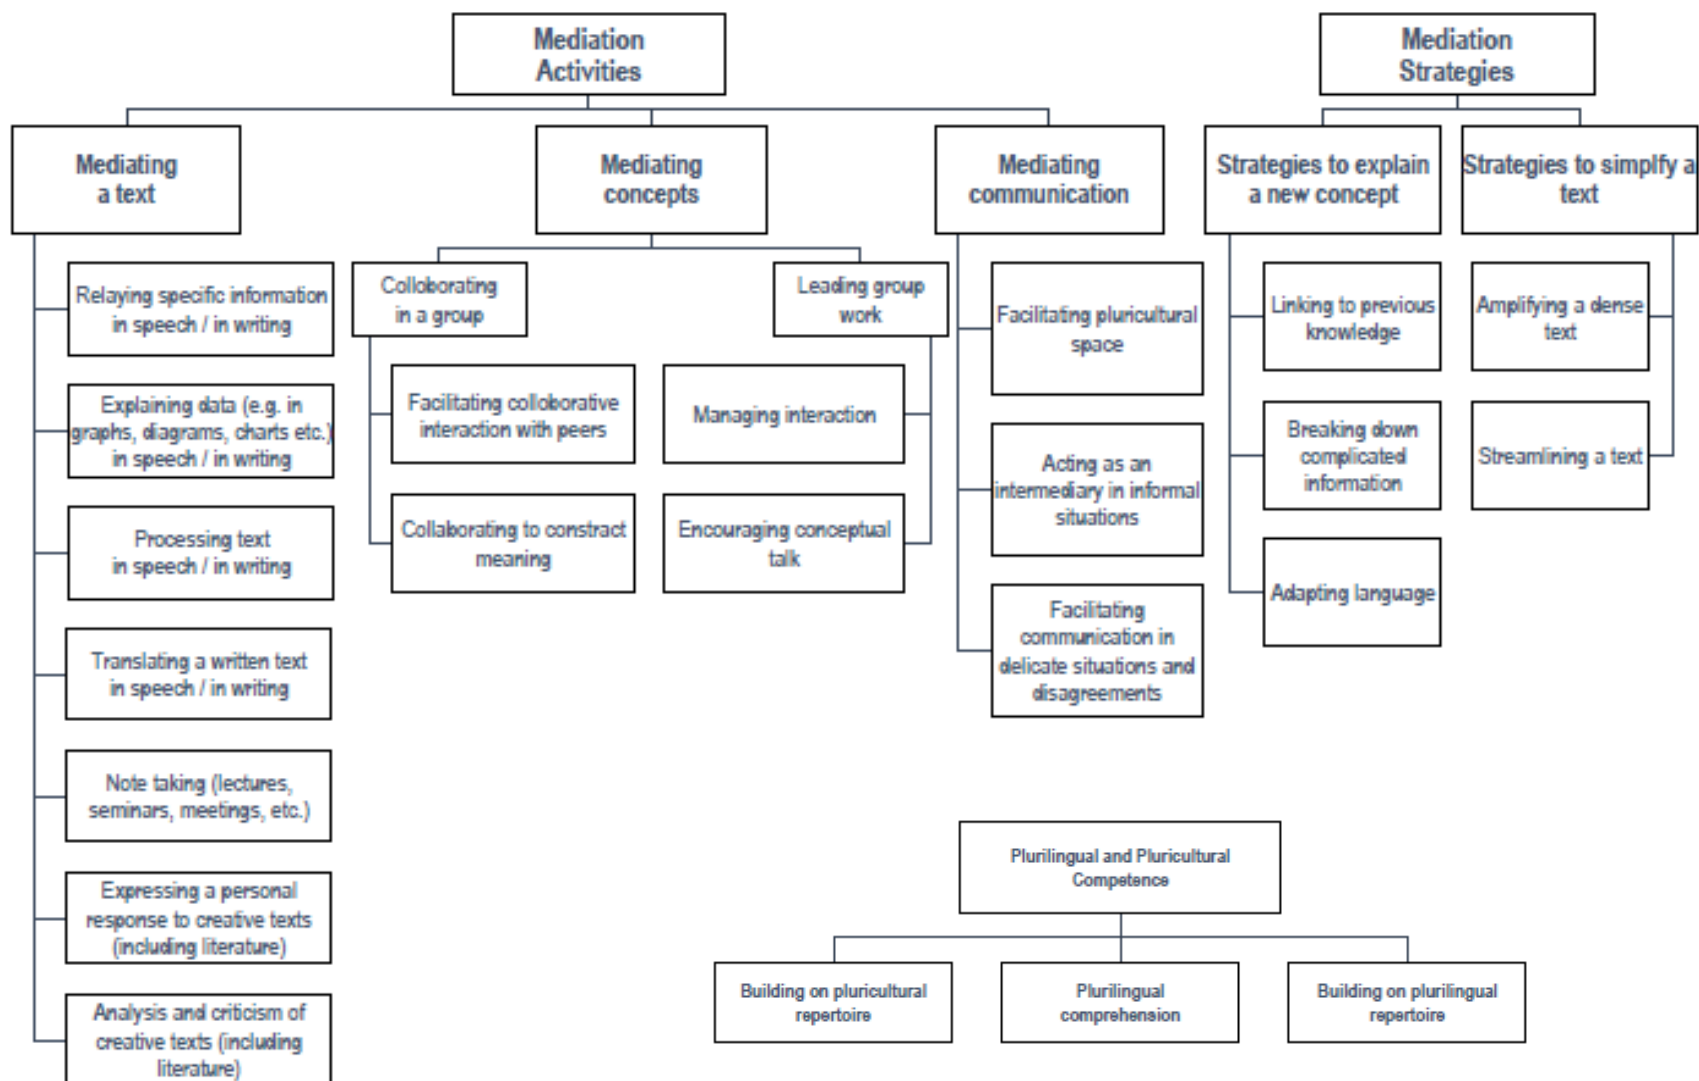 Mediation
Activities
Mediation
Strategies
Mediating
a text
Mediating
concepts
Mediating
communication
Strategies to explain
a new concept
Strategies to simplfy a
text
Relaying specific information
in speech / in writing
Explaining data (e.g. in
graphs, diagrams, charts etc.)
in speech / in writing
Processing text
in speech / in writing
Translating a written text
in speech / in writing
Note taking (lectures,
seminars, meetings, etc.)
Expressing a personal
response to creative texts
(including literature)
Analysis and criticism of
creative texts (including
literature)
Colloborating
in a group
Facilitating colloborative
interaction with peers
Collaborating to constract
meaning
Leading group
work
Managing interaction
Encouraging conceptual
talk
Facilitating pluricultural
space
Acting as an
intermediary in informal
situations
Facilitating
communication in
delicate situations and
disagreements
Linking to previous
knowledge
Breaking down
complicated
information
Adapting language
Amplifying a dense
text
Streamlining a text
Plurilingual and Pluricultural
Competence
Building on pluricultural
repertoire
Plurilingual
comprehension
Building on plurilingual
repertoire